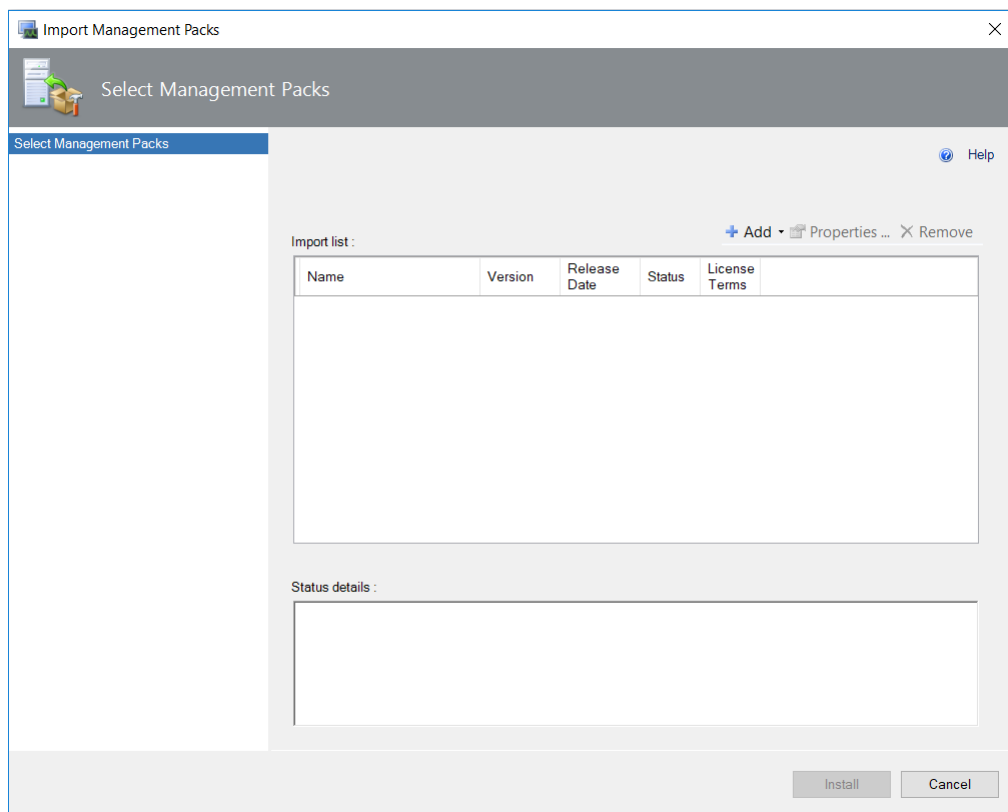 Import Management Packs
Select Management Packs
Select Management Packs
Help
Add Properties ... Remove
Import list :
Name Version Release Date Status License Terms
Status details :
Install Cancel